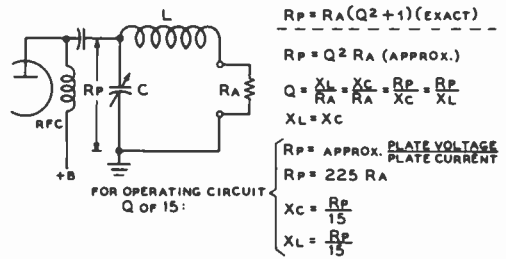 L
RP = RA (Q²+1) (EXACT)
RP = Q² RA (APPROX.)
RP
C
RA
Q = XL/RA = XC/RA = RP/XC = RP/XL
RFC
XL = XC
+B
RP = APPROX. PLATE VOLTAGE/PLATE CURRENT
FOR OPERATING CIRCUIT
Q OF 15:
RP = 225 RA
XC = RP/15
XL = RP/15